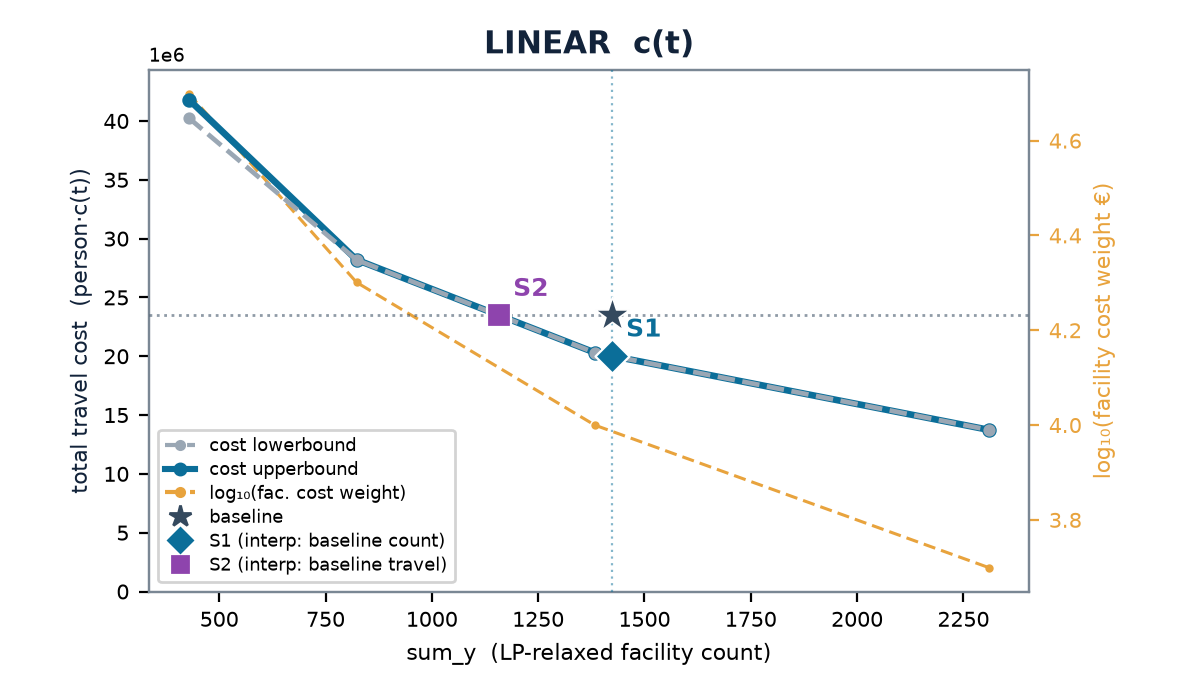 LINEAR  c(t)
1e6
40
35
30
25
20
15
10
5
0
total travel cost  (person·c(t))
4.6
4.4
4.2
4.0
3.8
log₁₀(facility cost weight €)
S2
S1
cost lowerbound
cost upperbound
log₁₀(fac. cost weight)
baseline
S1 (interp: baseline count)
S2 (interp: baseline travel)
500 750 1000 1250 1500 1750 2000 2250
sum_y  (LP-relaxed facility count)